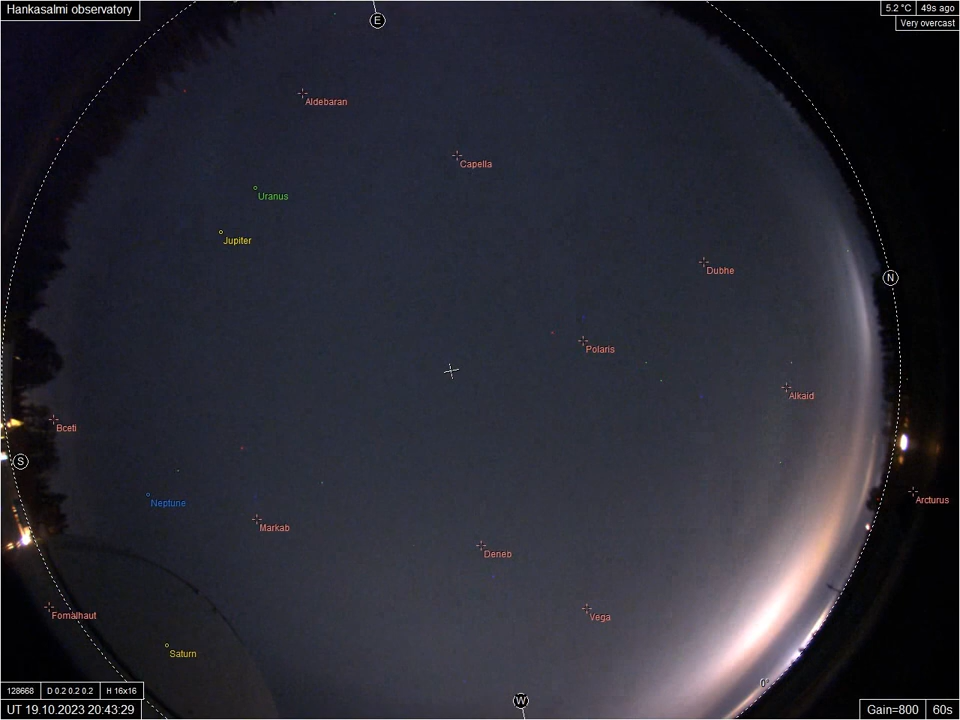 Hankasalmi observatory
E
5.2 °C
49s ago
Very overcast
Aldebaran
Capella
Uranus
Jupiter
Dubhe
N
Polaris
Alkaid
Bceti
S
Neptune
Arcturus
Markab
Deneb
Fomalhaut
Vega
Saturn
0°
128668
D 0.2 0.2 0.2
H 16x16
W
UT 19.10.2023 20:43:29
Gain=800
60s